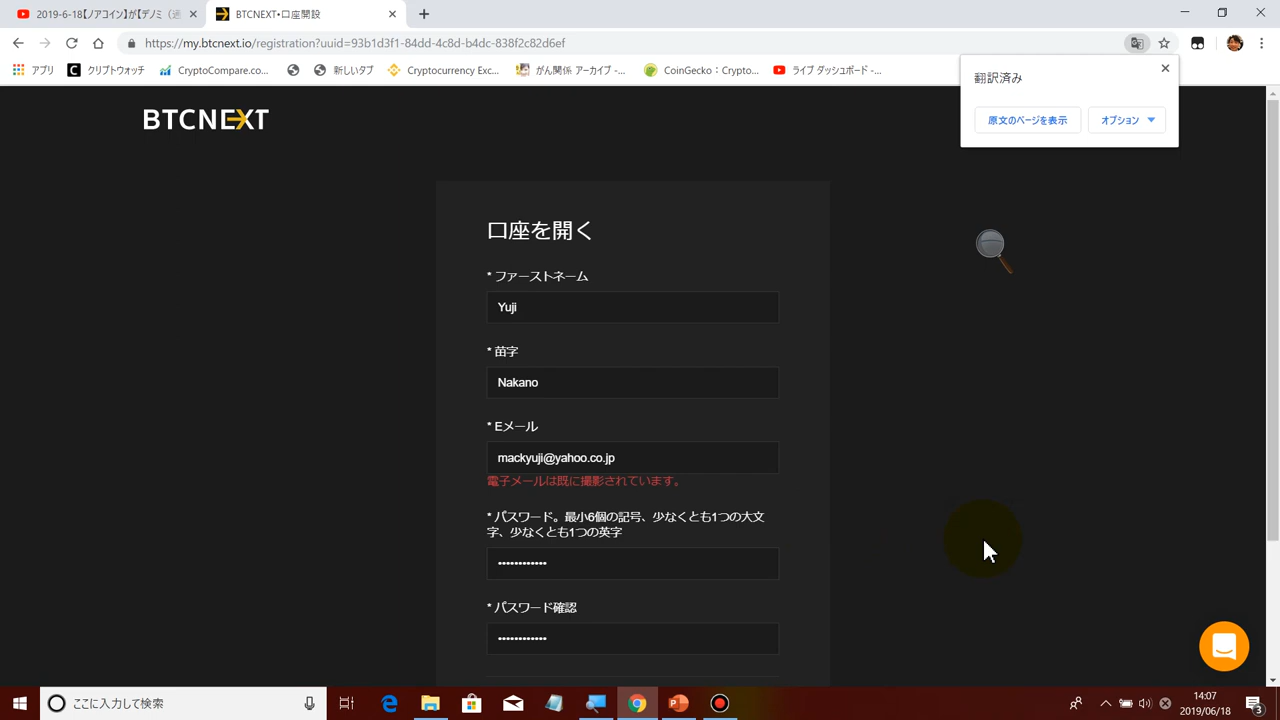 2019-6-18【ノアコイン】が【デノミ（通
BTCNEXT•口座開設
https://my.btcnext.io/registration?uuid=93b1d3f1-84dd-4c8d-b4dc-838f2c82d6ef
アプリ
クリプトウォッチ
CryptoCompare.co...
新しいタブ
Cryptocurrency Exc...
がん関係 アーカイブ -...
CoinGecko：Crypto...
ライブ ダッシュボード -...
翻訳済み
原文のページを表示
オプション
BTCNEXT
口座を開く
* ファーストネーム
Yuji
* 苗字
Nakano
* Eメール
mackyuji@yahoo.co.jp
電子メールは既に撮影されています。
* パスワード。最小6個の記号、少なくとも1つの大文
字、少なくとも1つの英字
* パスワード確認
ここに入力して検索
14:07
2019/06/18
3